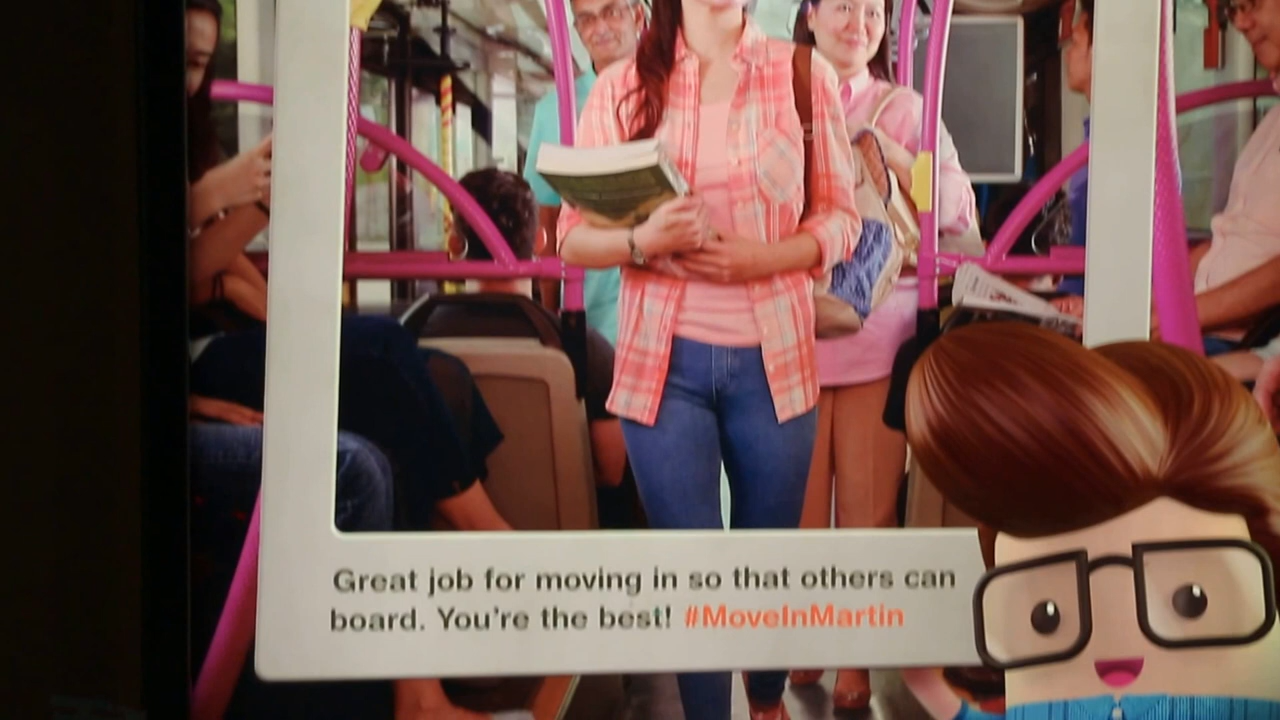 Great job for moving in so that others can
board. You're the best! #MoveInMartin